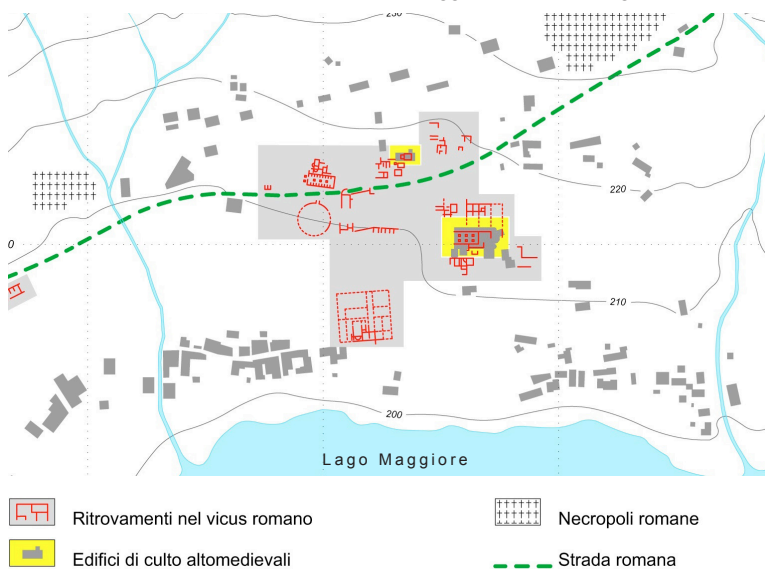 230
220
0
210
200
Lago Maggiore
Ritrovamenti nel vicus romano
Necropoli romane
Edifici di culto altomedievali
Strada romana